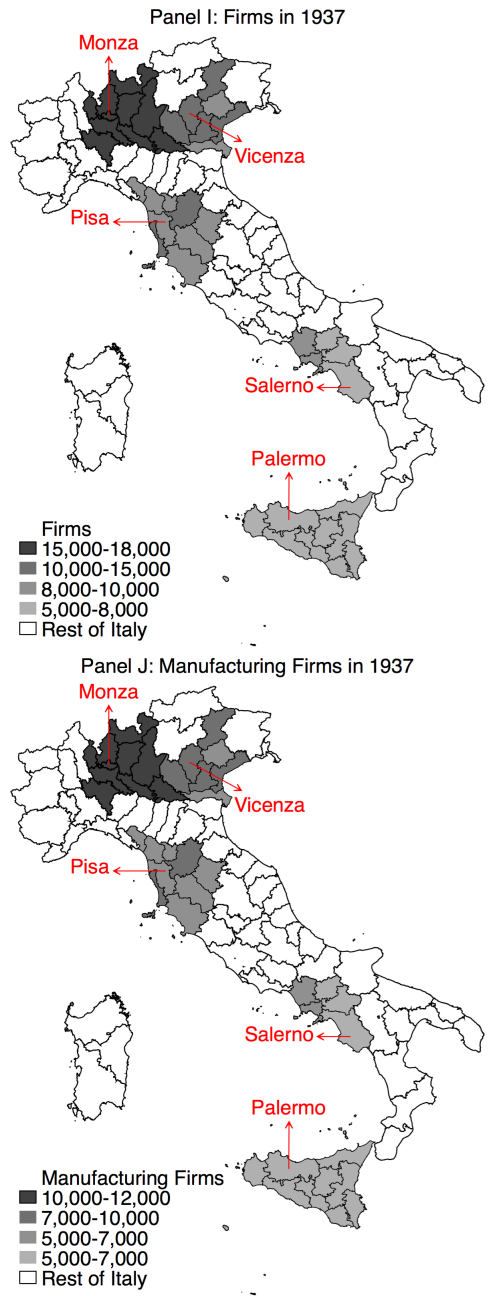 Panel I: Firms in 1937
Monza
Vicenza
Pisa
Salerno
Palermo
Firms
15,000-18,000
10,000-15,000
8,000-10,000
5,000-8,000
Rest of Italy
Panel J: Manufacturing Firms in 1937
Monza
Vicenza
Pisa
Salerno
Palermo
Manufacturing Firms
10,000-12,000
7,000-10,000
5,000-7,000
5,000-7,000
Rest of Italy